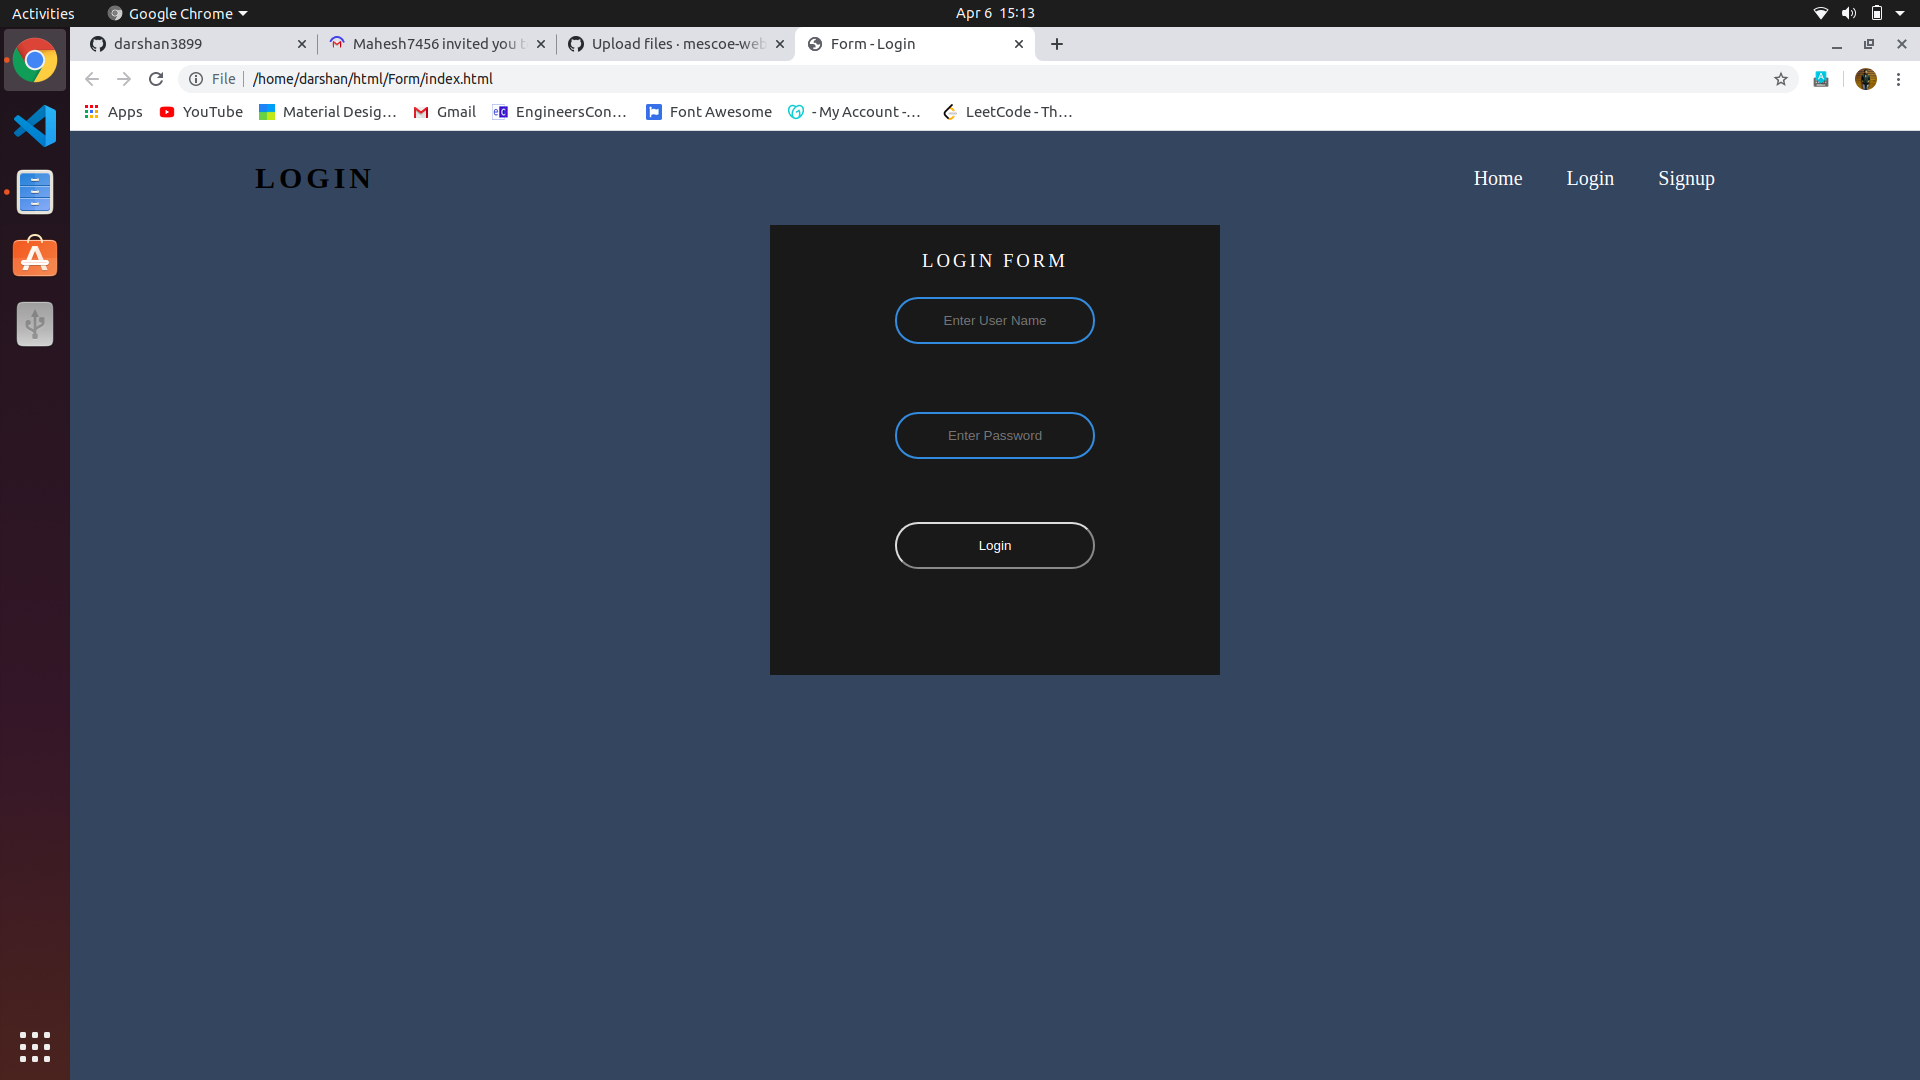 Activities Google Chrome Apr 6 15:13
darshan3899 Mahesh7456 invited you t Upload files · mescoe-web Form - Login
File /home/darshan/html/Form/index.html
Apps YouTube Material Desig… Gmail EngineersCon… Font Awesome - My Account -… LeetCode - Th…
LOGIN Home Login Signup
LOGIN FORM
Enter User Name
Enter Password
Login